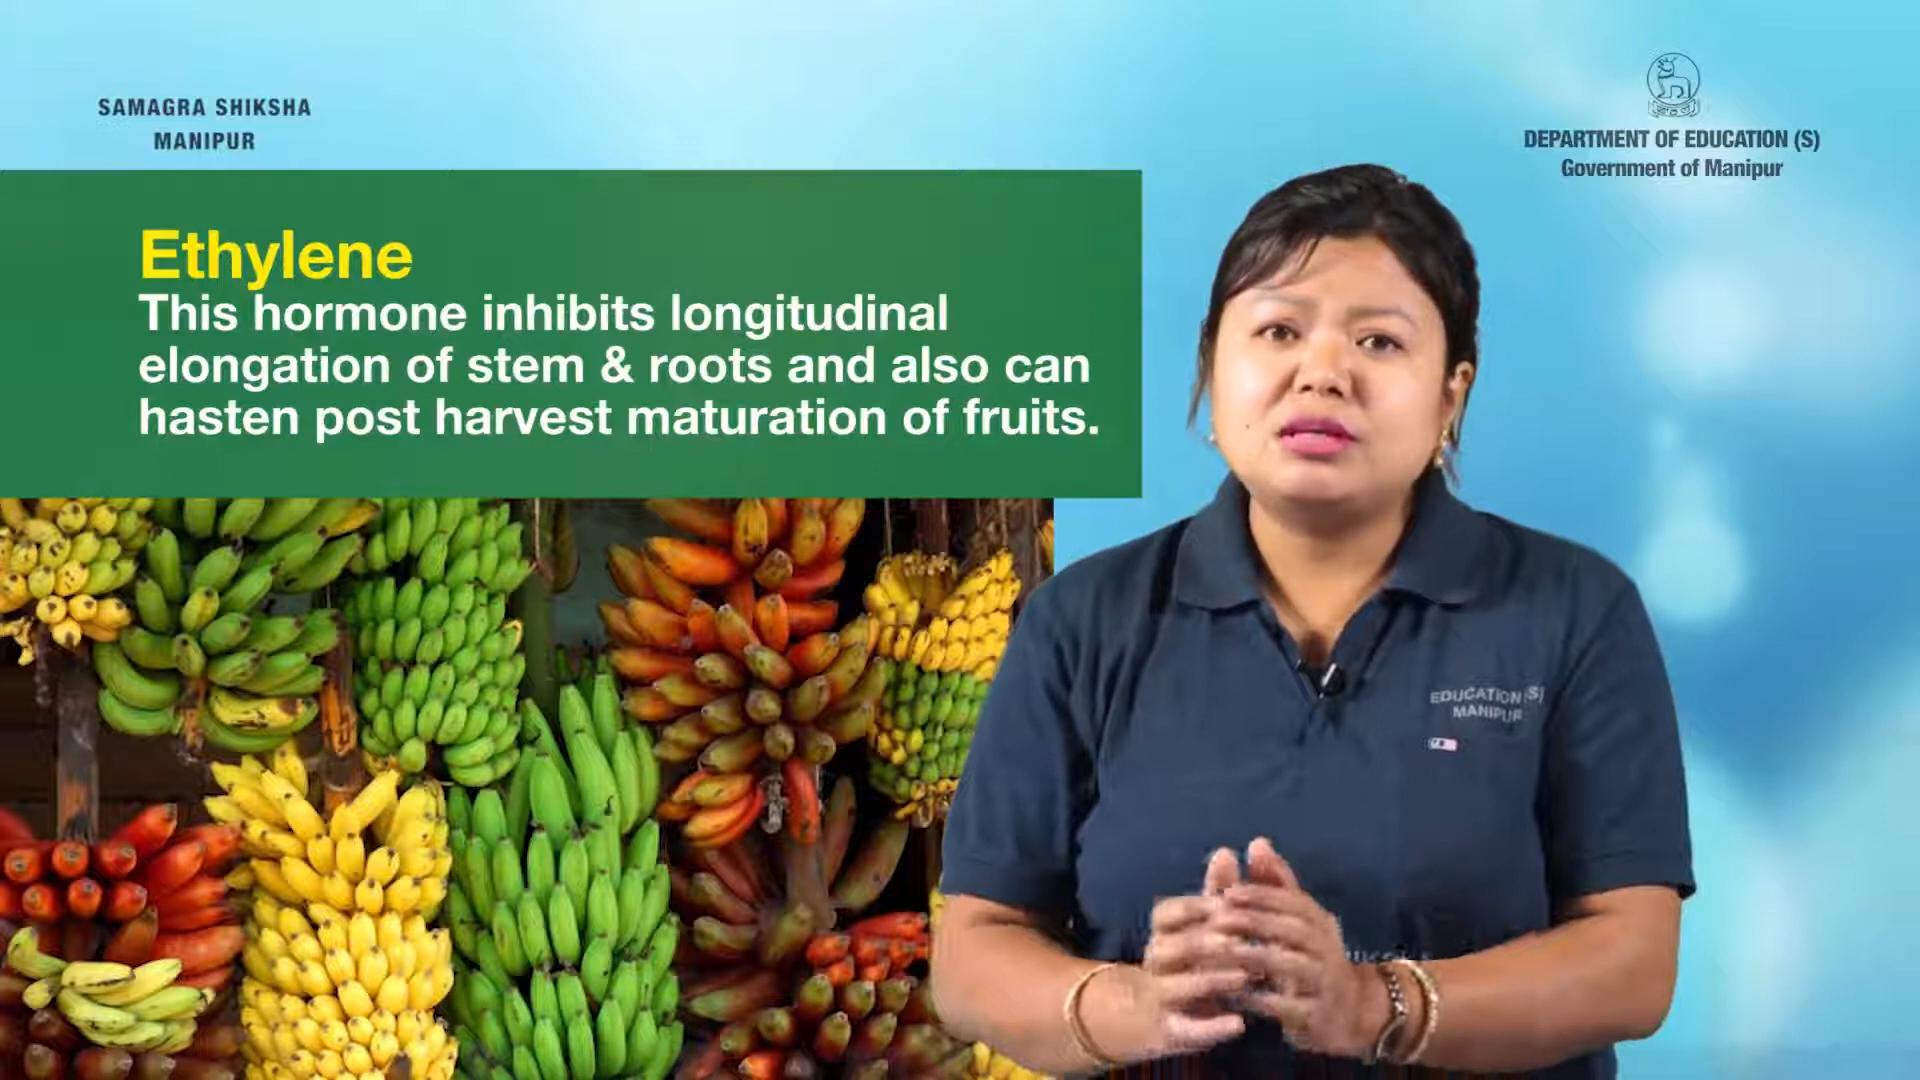 SAMAGRA SHIKSHA
MANIPUR
DEPARTMENT OF EDUCATION (S)
Government of Manipur
Ethylene
This hormone inhibits longitudinal
elongation of stem & roots and also can
hasten post harvest maturation of fruits.
EDUCATION (S)
MANIPUR